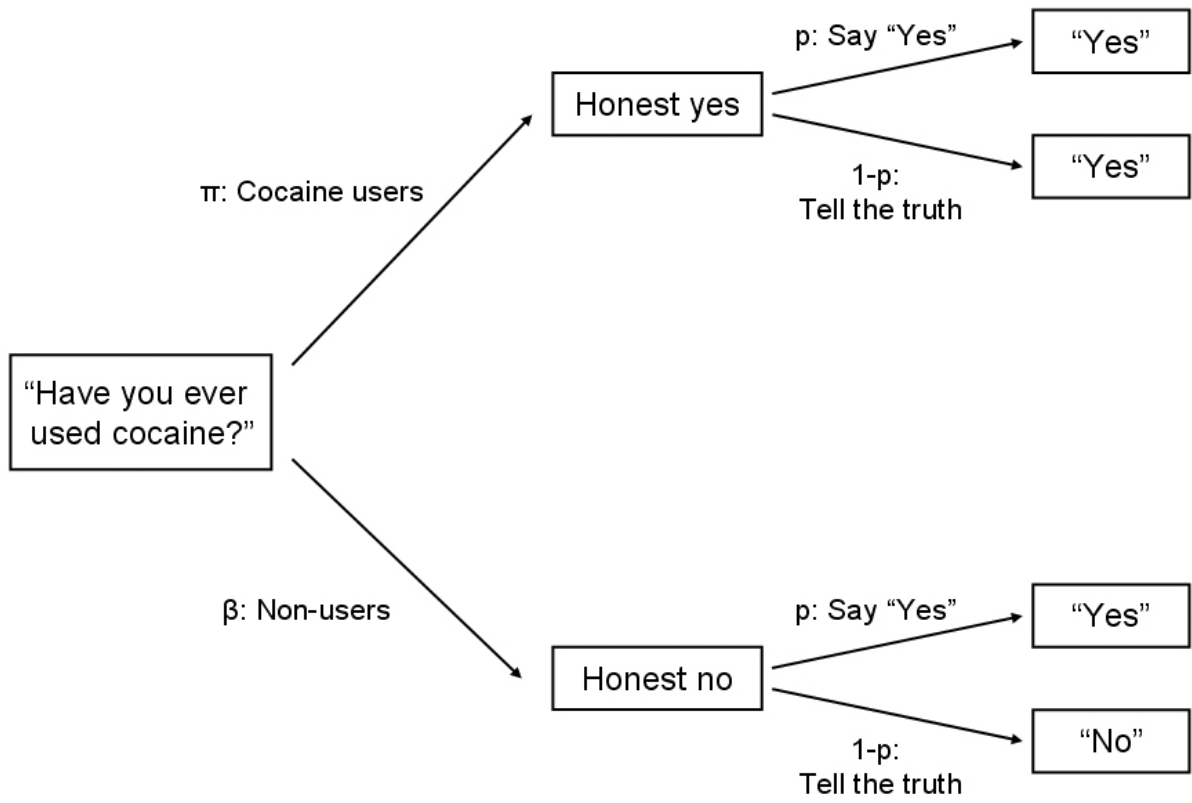 p: Say “Yes”
“Yes”
Honest yes
“Yes”
1-p:
Tell the truth
π: Cocaine users
“Have you ever
used cocaine?”
β: Non-users
p: Say “Yes”
“Yes”
Honest no
“No”
1-p:
Tell the truth